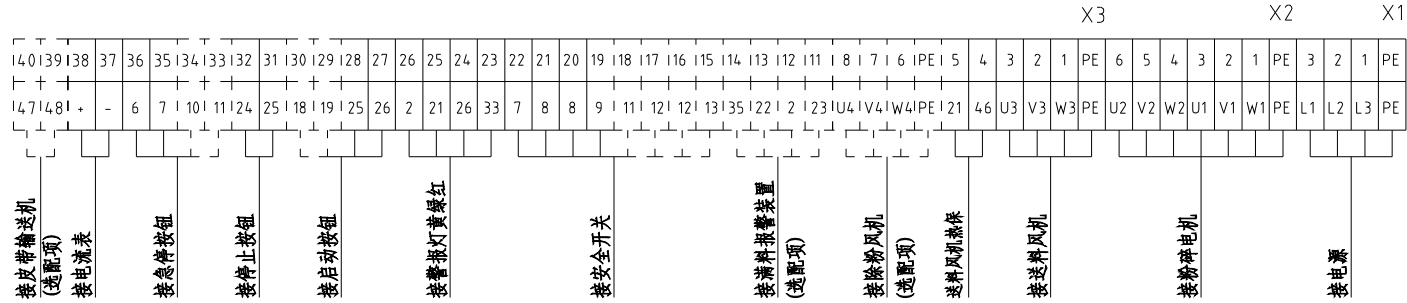 X3 X2 X1
40 39 38 37 36 35 34 33 32 31 30 29 28 27 26 25 24 23 22 21 20 19 18 17 16 15 14 13 12 11 8 7 6 PE 5 4 3 2 1 PE 6 5 4 3 2 1 PE 3 2 1 PE
47 48 + - 6 7 10 11 24 25 18 19 25 26 2 21 26 33 7 8 8 9 11 12 12 13 35 22 2 23 U4 V4 W4 PE 21 46 U3 V3 W3 PE U2 V2 W2 U1 V1 W1 PE L1 L2 L3 PE
接皮带输送机
(选配项)
接电流表
接急停按钮
接停止按钮
接启动按钮
接警报灯黄绿红
接安全开关
接满料报警装置
(选配项)
接除粉风机
(选配项)
送料风机热保
接送料风机
接粉碎电机
接电源